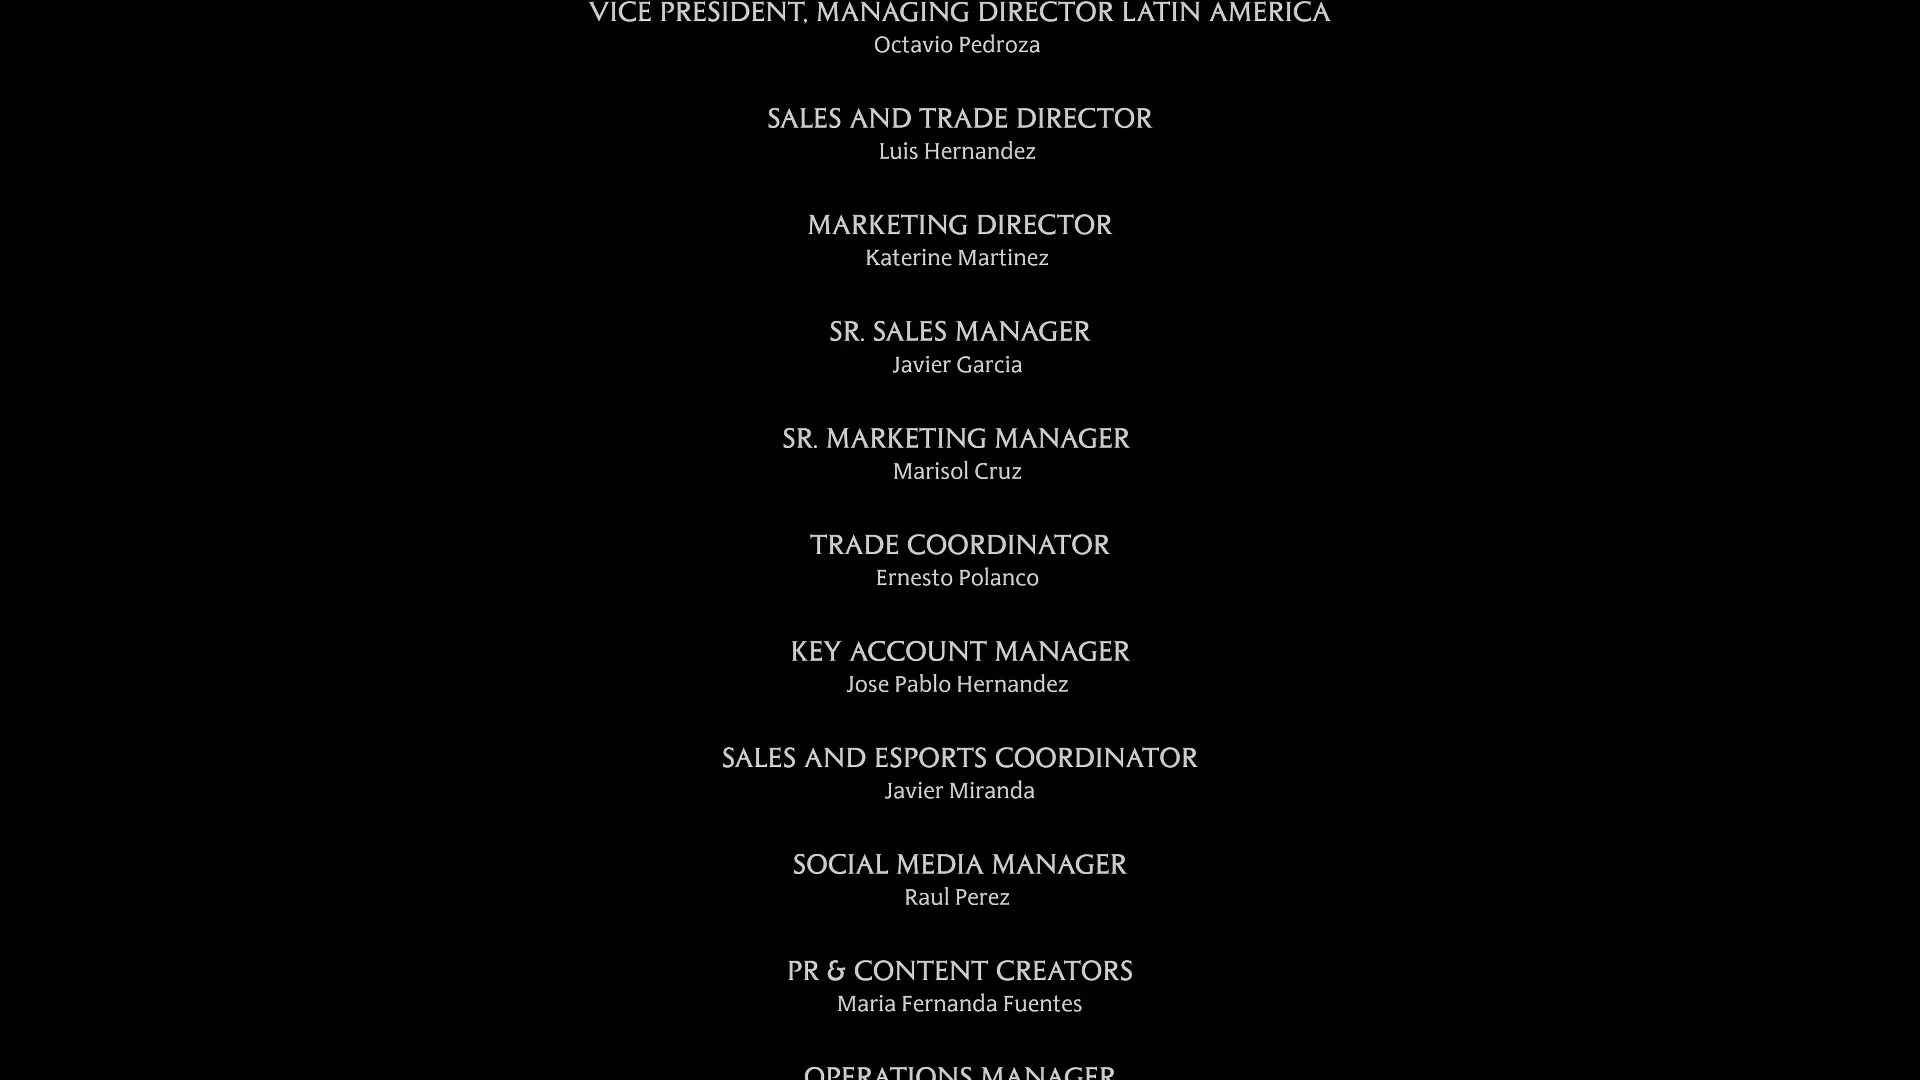 VICE PRESIDENT, MANAGING DIRECTOR LATIN AMERICA
Octavio Pedroza
SALES AND TRADE DIRECTOR
Luis Hernandez
MARKETING DIRECTOR
Katerine Martinez
SR. SALES MANAGER
Javier Garcia
SR. MARKETING MANAGER
Marisol Cruz
TRADE COORDINATOR
Ernesto Polanco
KEY ACCOUNT MANAGER
Jose Pablo Hernandez
SALES AND ESPORTS COORDINATOR
Javier Miranda
SOCIAL MEDIA MANAGER
Raul Perez
PR & CONTENT CREATORS
Maria Fernanda Fuentes
OPERATIONS MANAGER